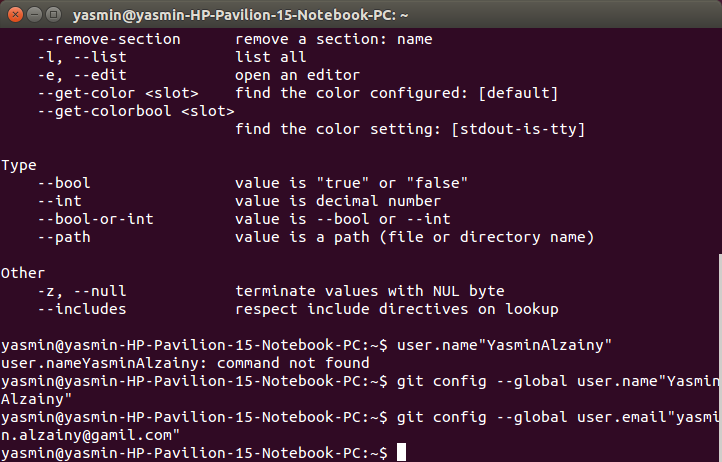 yasmin@yasmin-HP-Pavilion-15-Notebook-PC: ~
--remove-section remove a section: name
-l, --list list all
-e, --edit open an editor
--get-color <slot> find the color configured: [default]
--get-colorbool <slot>
find the color setting: [stdout-is-tty]
Type
--bool value is "true" or "false"
--int value is decimal number
--bool-or-int value is --bool or --int
--path value is a path (file or directory name)
Other
-z, --null terminate values with NUL byte
--includes respect include directives on lookup
yasmin@yasmin-HP-Pavilion-15-Notebook-PC:~$ user.name"YasminAlzainy"
user.nameYasminAlzainy: command not found
yasmin@yasmin-HP-Pavilion-15-Notebook-PC:~$ git config --global user.name"Yasmin
Alzainy"
yasmin@yasmin-HP-Pavilion-15-Notebook-PC:~$ git config --global user.email"yasmi
n.alzainy@gamil.com"
yasmin@yasmin-HP-Pavilion-15-Notebook-PC:~$